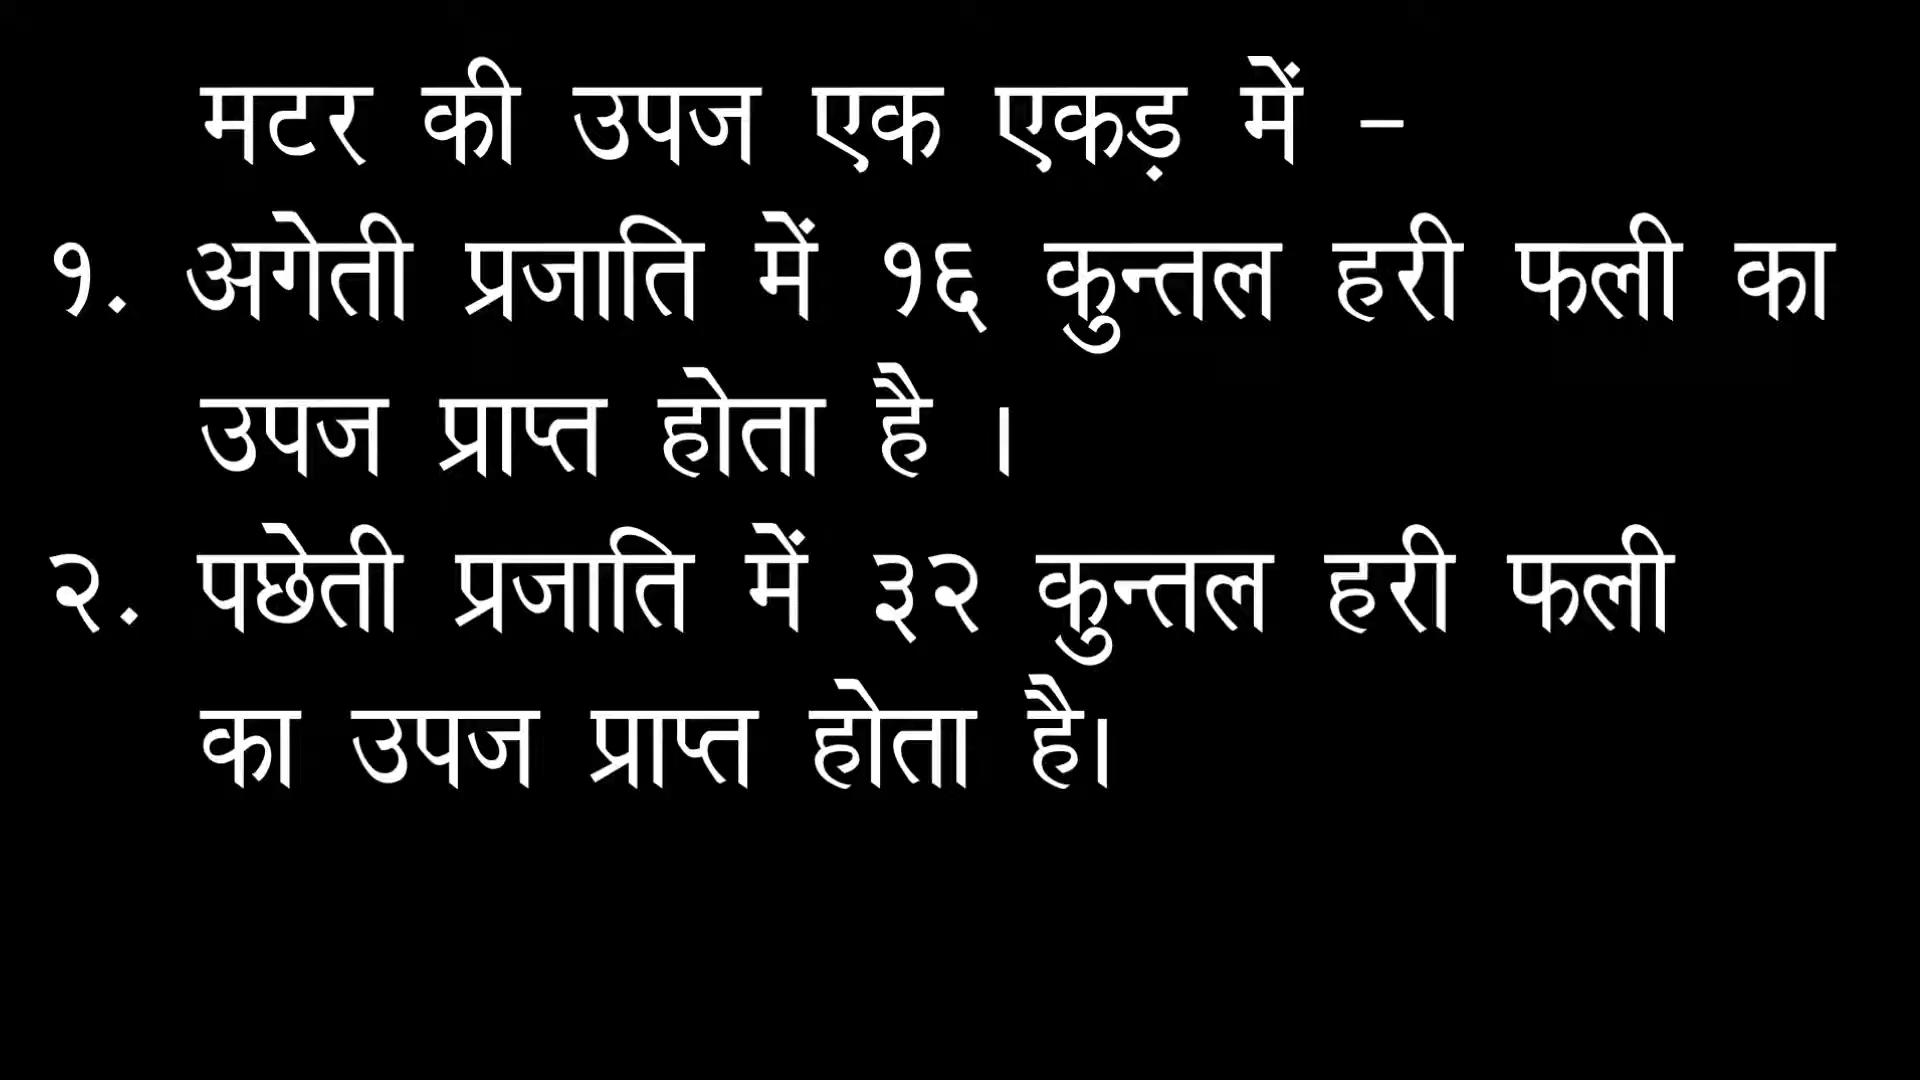 मटर की उपज एक एकड़ में -
१. अगेती प्रजाति में १६ कुन्तल हरी फली का
उपज प्राप्त होता है ।
२. पछेती प्रजाति में ३२ कुन्तल हरी फली
का उपज प्राप्त होता है।